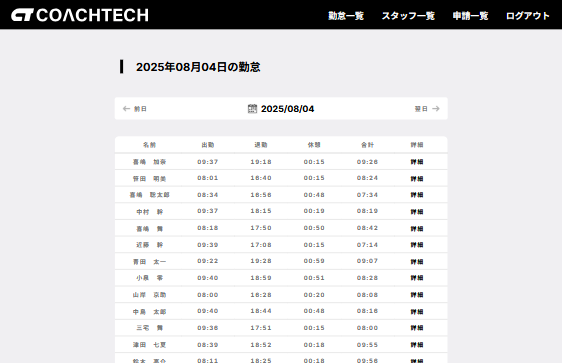 COACHTECH 勤怠一覧 スタッフ一覧 申請一覧 ログアウト
2025年08月04日の勤怠
前日 2025/08/04 翌日
名前 出勤 退勤 休憩 合計 詳細
喜嶋 加奈 09:37 19:18 00:15 09:26 詳細
笹田 明美 08:01 16:40 00:15 08:24 詳細
喜嶋 聡太郎 08:34 16:56 00:48 07:34 詳細
中村 幹 09:37 18:15 00:19 08:19 詳細
喜嶋 舞 08:18 17:50 00:50 08:42 詳細
近藤 幹 09:39 17:08 00:15 07:14 詳細
青田 太一 09:22 19:28 00:59 09:07 詳細
小泉 零 09:40 18:59 00:51 08:28 詳細
山岸 京助 08:00 16:28 00:20 08:08 詳細
中島 太郎 09:40 18:44 00:48 08:16 詳細
三宅 舞 09:36 17:51 00:15 08:00 詳細
津田 七夏 08:39 18:52 00:18 09:55 詳細
鈴木 08:11 18:25 00:18 09:56 詳細